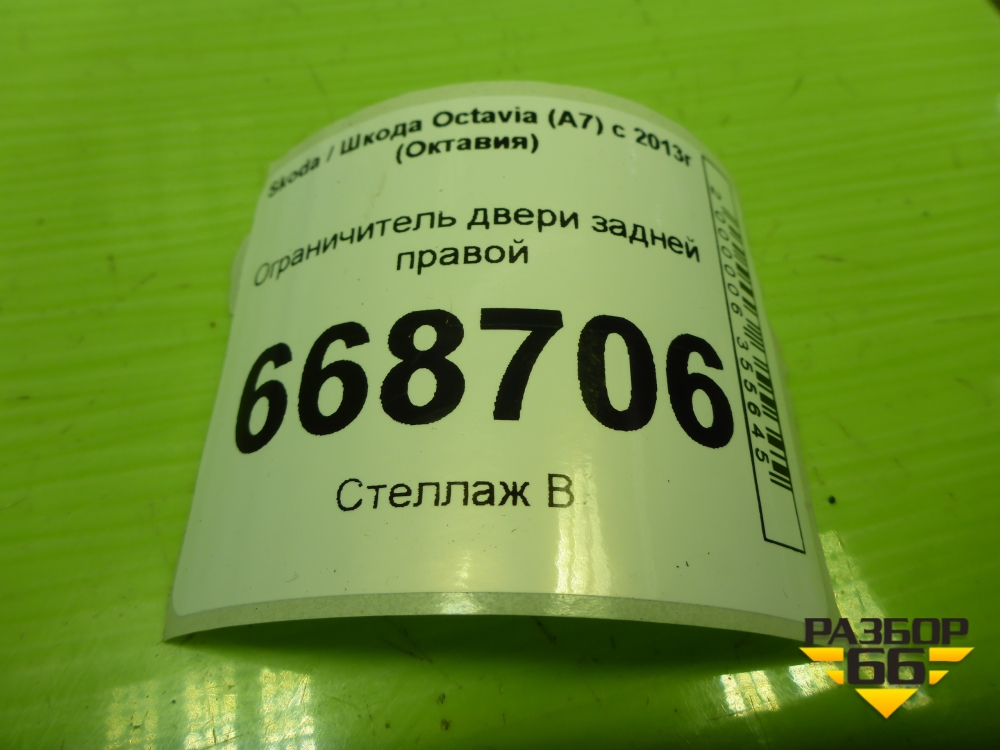 Skoda / Шкода Octavia (A7) с 2013г
(Октавия)
Ограничитель двери задней
правой
668706
Стеллаж В
2000006355645
РАЗБОР
66